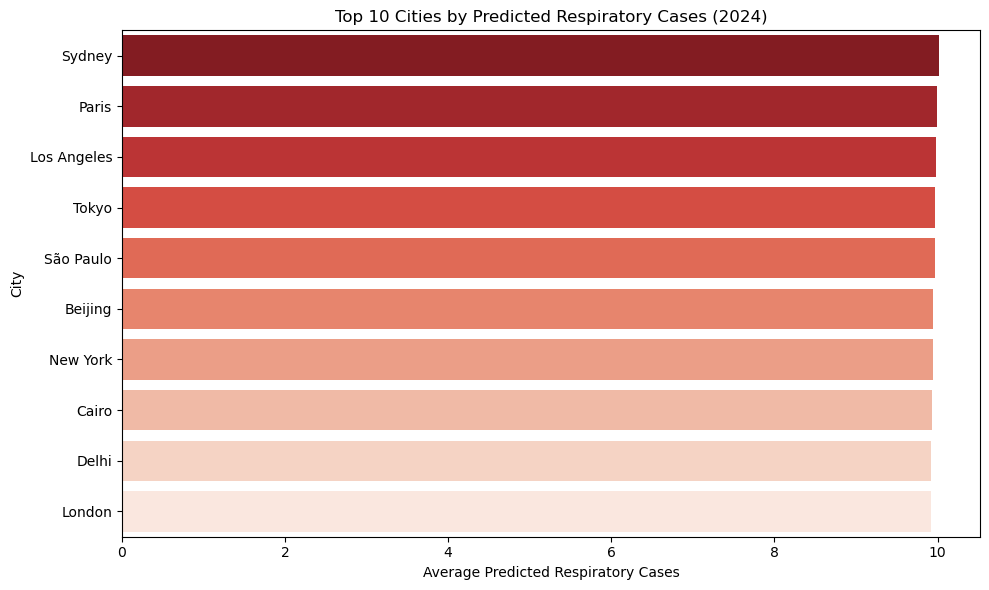 Top 10 Cities by Predicted Respiratory Cases (2024)
Sydney
Paris
Los Angeles
Tokyo
São Paulo
Beijing
New York
Cairo
Delhi
London
City
0 2 4 6 8 10
Average Predicted Respiratory Cases